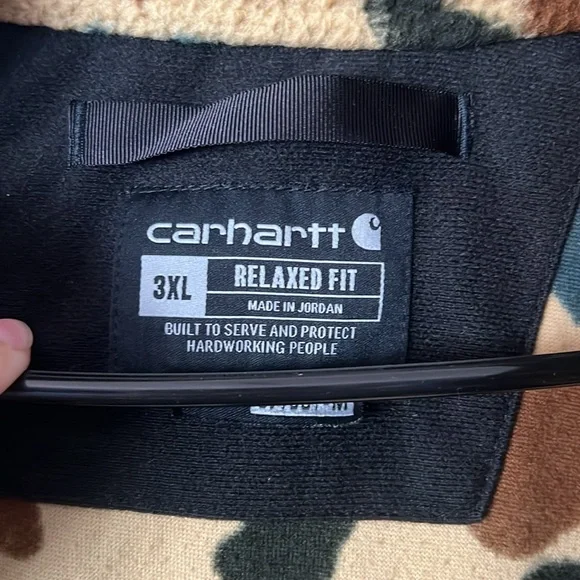 carhartt
3XL
RELAXED FIT
MADE IN JORDAN
BUILT TO SERVE AND PROTECT
HARDWORKING PEOPLE